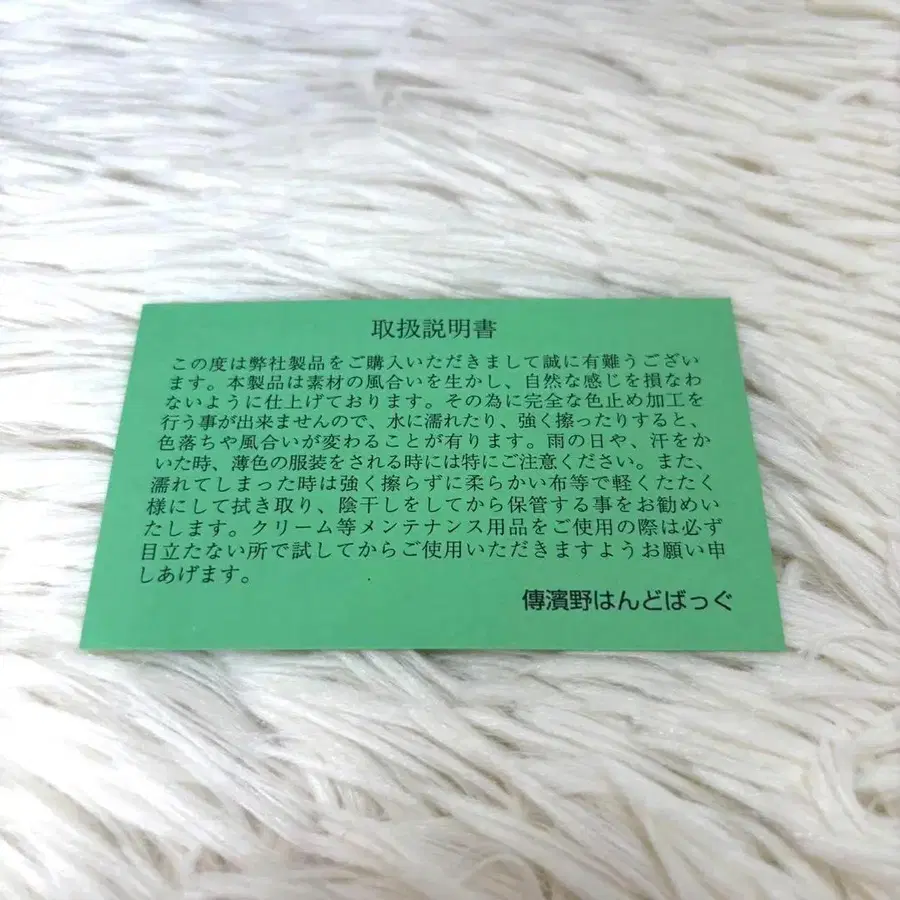 取扱説明書
この度は弊社製品をご購入いただきまして誠に有難うござい
ます。本製品は素材の風合いを生かし、自然な感じを損なわ
ないように仕上げております。その為に完全な色止め加工を
行う事が出来ませんので、水に濡れたり、強く擦ったりすると、
色落ちや風合いが変わることが有ります。雨の日や、汗をか
いた時、薄色の服装をされる時には特にご注意ください。また、
濡れてしまった時は強く擦らずに柔らかい布等で軽くたたく
様にして拭き取り、陰干しをしてから保管する事をお勧めい
たします。クリーム等メンテナンス用品をご使用の際は必ず
目立たない所で試してからご使用いただきますようお願い申
しあげます。
傳濱野はんどばっぐ